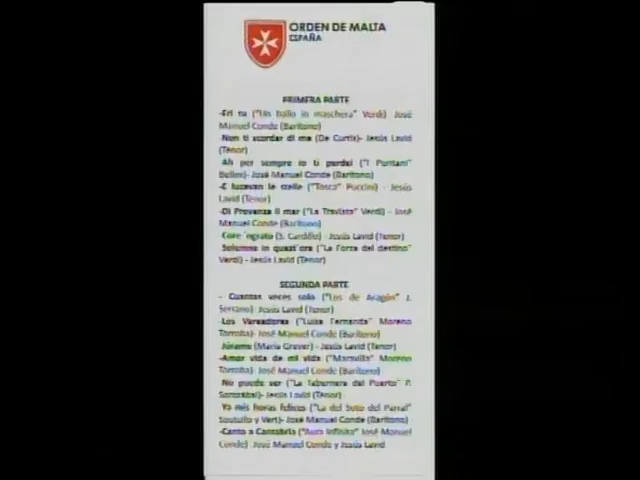 ORDEN DE MALTA
ESPAÑA
PRIMERA PARTE
-Eri tu ("Un ballo in maschera" Verdi) José
Manuel Conde (Barítono)
-Non ti scordar di me (De Curtis)- Jesús Lavid
(Tenor)
Ah per sempre io ti perdei ("I Puritani"
Bellini)- José Manuel Conde (Barítono)
-E lucevan le stelle ("Tosca" Puccini) - Jesús
Lavid (Tenor)
-Di Provenza il mar ("La Traviata" Verdi) - José
Manuel Conde (Barítono)
Core ´ngrato (S. Cardillo) - Jesús Lavid (Tenor)
Solenne in quest´ora ("La Forza del destino"
Verdi) - Jesús Lavid (Tenor)
SEGUNDA PARTE
- Cuantas veces solo ("Los de Aragón" J.
Serrano) Jesús Lavid (Tenor)
-Los Vareadores ("Luisa Fernanda" Moreno
Torroba)- José Manuel Conde (Barítono)
Júrame (María Grever) - Jesús Lavid (Tenor)
-Amor vida de mi vida ("Maravilla" Moreno
Torroba) José Manuel Conde (Barítono)
No puede ser ("La tabernera del Puerto" P.
Sorozábal)- Jesús Lavid (Tenor)
Ya mis horas felices ("La del Soto del Parral"
Soutullo y Vert)- José Manuel Conde (Barítono)
-Canto a Cantabria ("Aura Infinita" José Manuel
Conde) José Manuel Conde y Jesús Lavid